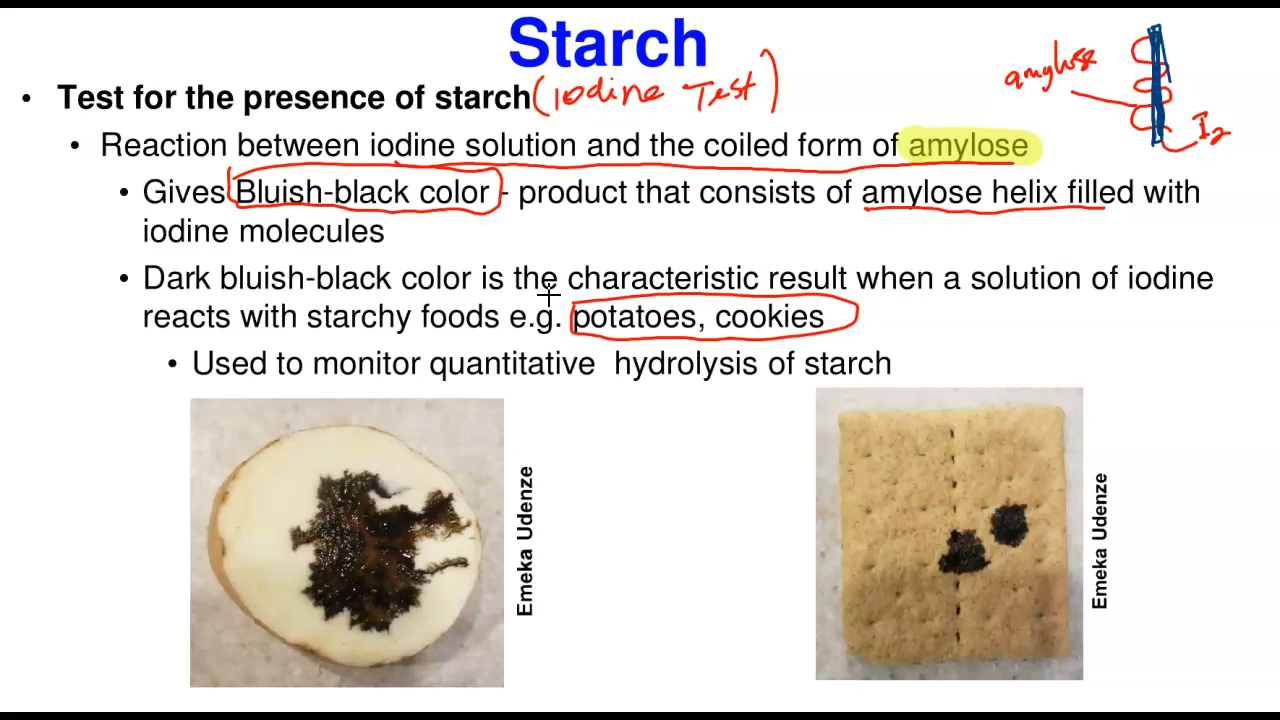 Starch
• Test for the presence of starch (Iodine Test)
amylose
I2
• Reaction between iodine solution and the coiled form of amylose
• Gives Bluish-black color - product that consists of amylose helix filled with
iodine molecules
• Dark bluish-black color is the characteristic result when a solution of iodine
reacts with starchy foods e.g. potatoes, cookies
• Used to monitor quantitative hydrolysis of starch
Emeka Udenze
Emeka Udenze